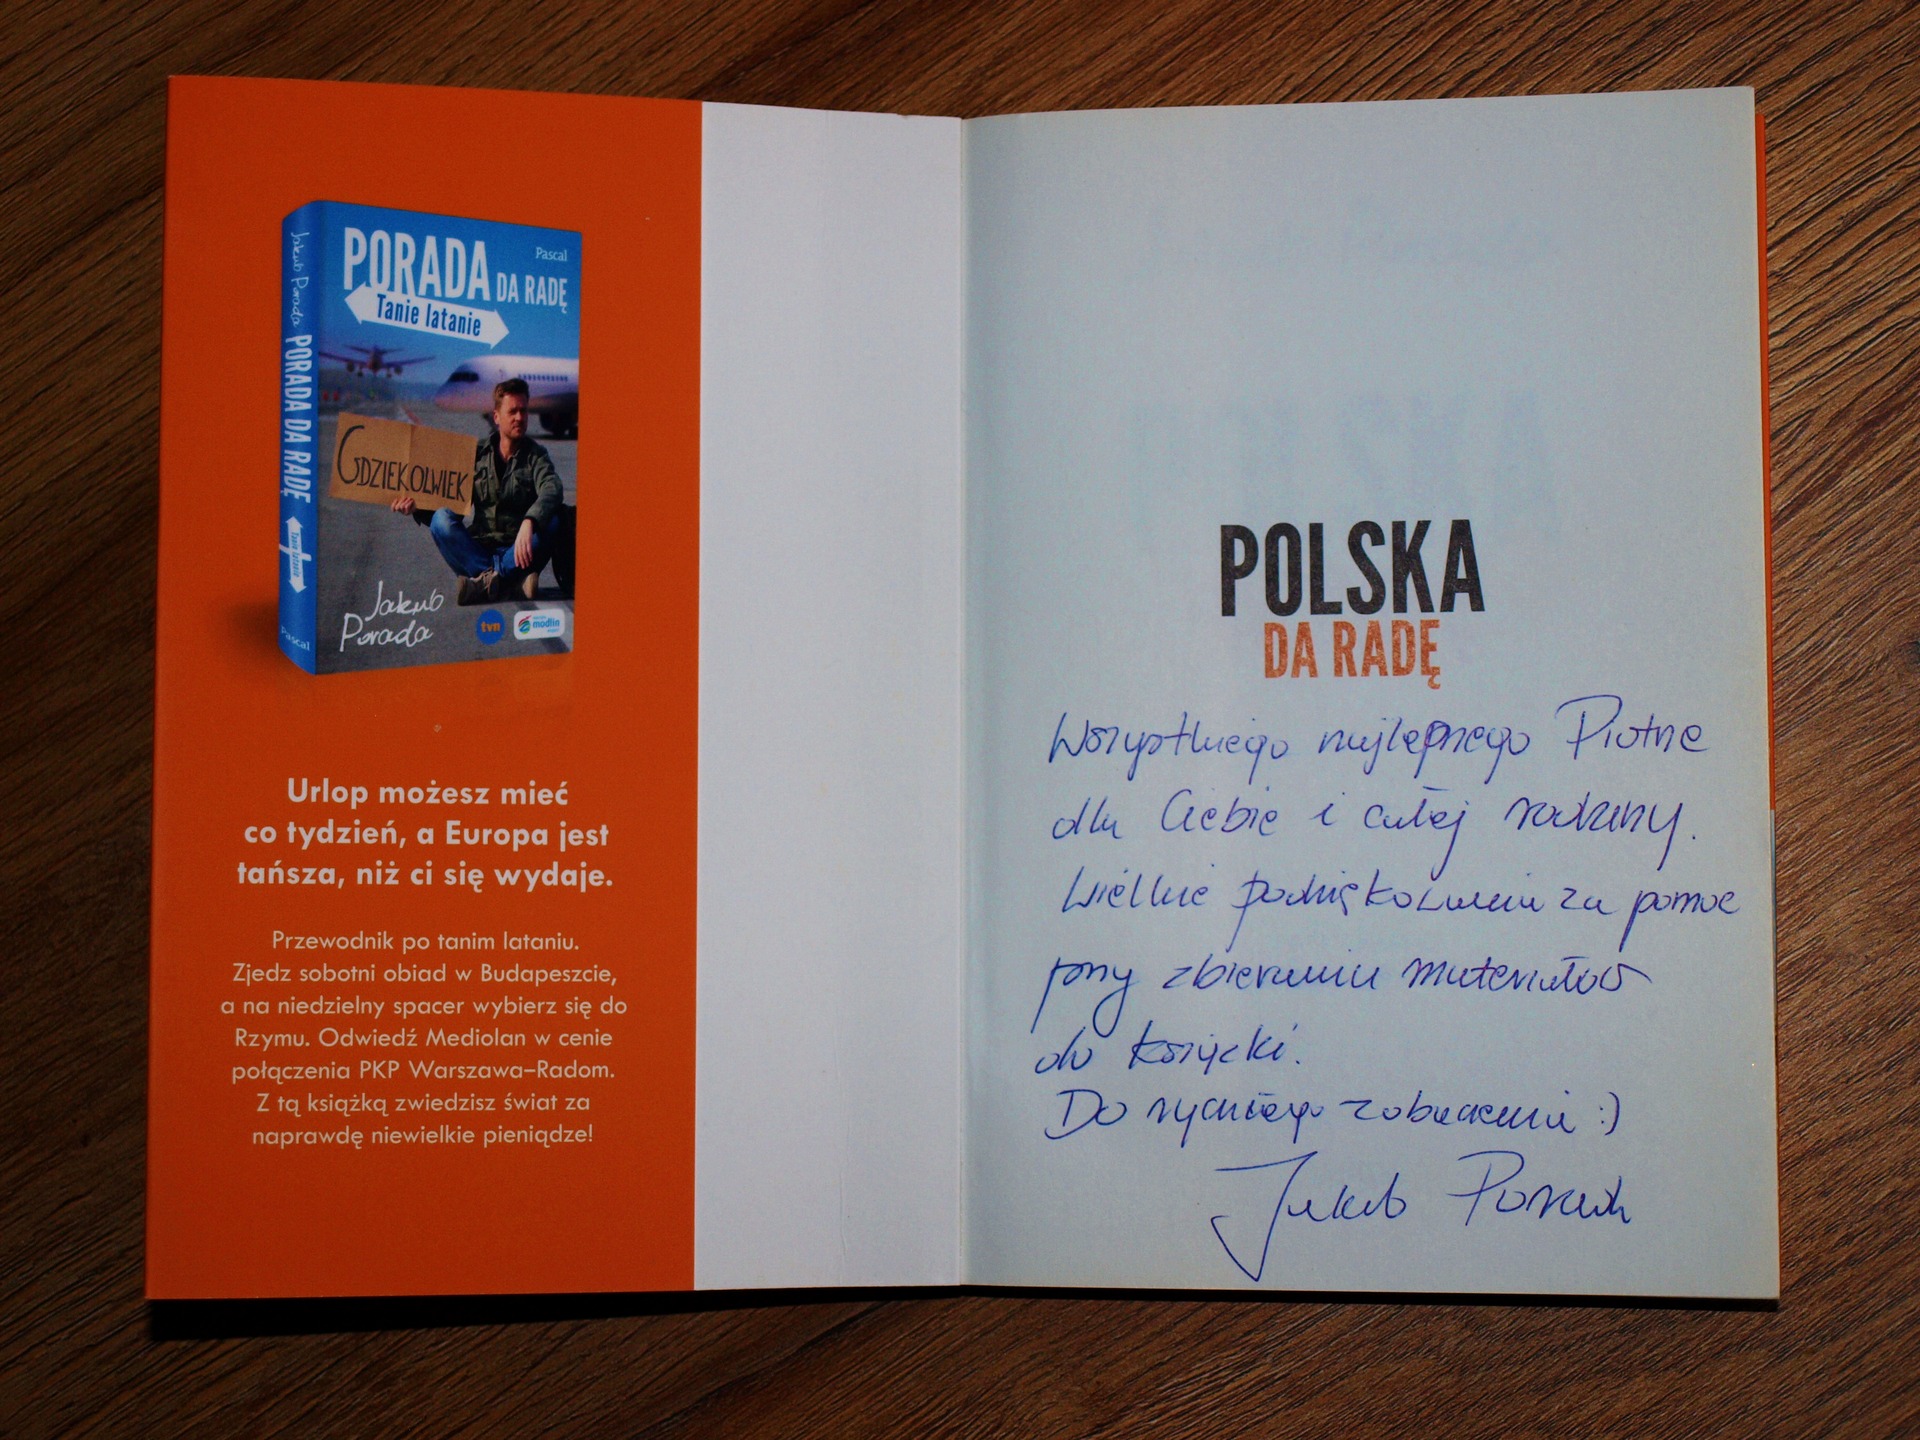 Jakub Porada PORADA DA RADĘ Tanie latanie Pascal
PORADA DA RADĘ
Pascal
Tanie latanie
GDZIEKOLWIEK
Jakub
Porada
tvn
modlin
Urlop możesz mieć
co tydzień, a Europa jest
tańsza, niż ci się wydaje.
Przewodnik po tanim lataniu.
Zjedz sobotni obiad w Budapeszcie,
a na niedzielny spacer wybierz się do
Rzymu. Odwiedź Mediolan w cenie
połączenia PKP Warszawa–Radom.
Z tą książką zwiedzisz świat za
naprawdę niewielkie pieniądze!
POLSKA
DA RADĘ
Wszystkiego najlepszego Piotrze
dla Ciebie i całej rodziny.
Wielkie podziękowania za pomoc
przy zbieraniu materiałów
do książki.
Do rychłego zobaczenia :)
Jakub Porada